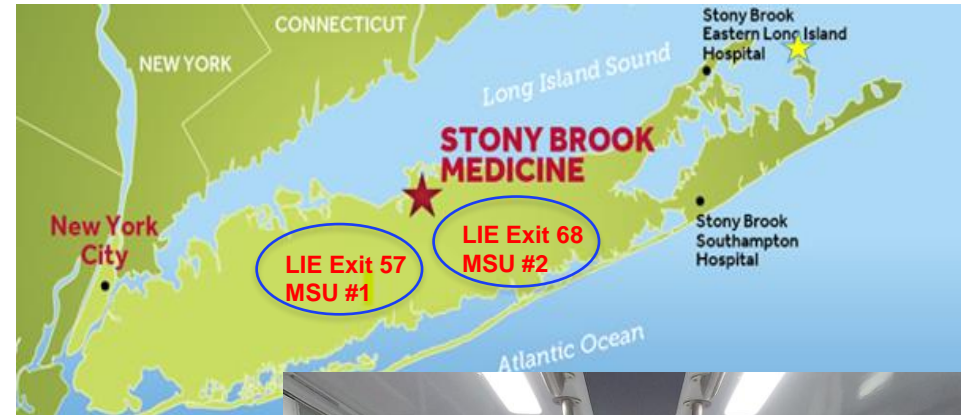 CONNECTICUT
NEW YORK
Stony Brook
Eastern Long Island
Hospital
Long Island Sound
STONY BROOK
MEDICINE
New York
City
LIE Exit 57
MSU #1
LIE Exit 68
MSU #2
Stony Brook
Southampton
Hospital
Atlantic Ocean